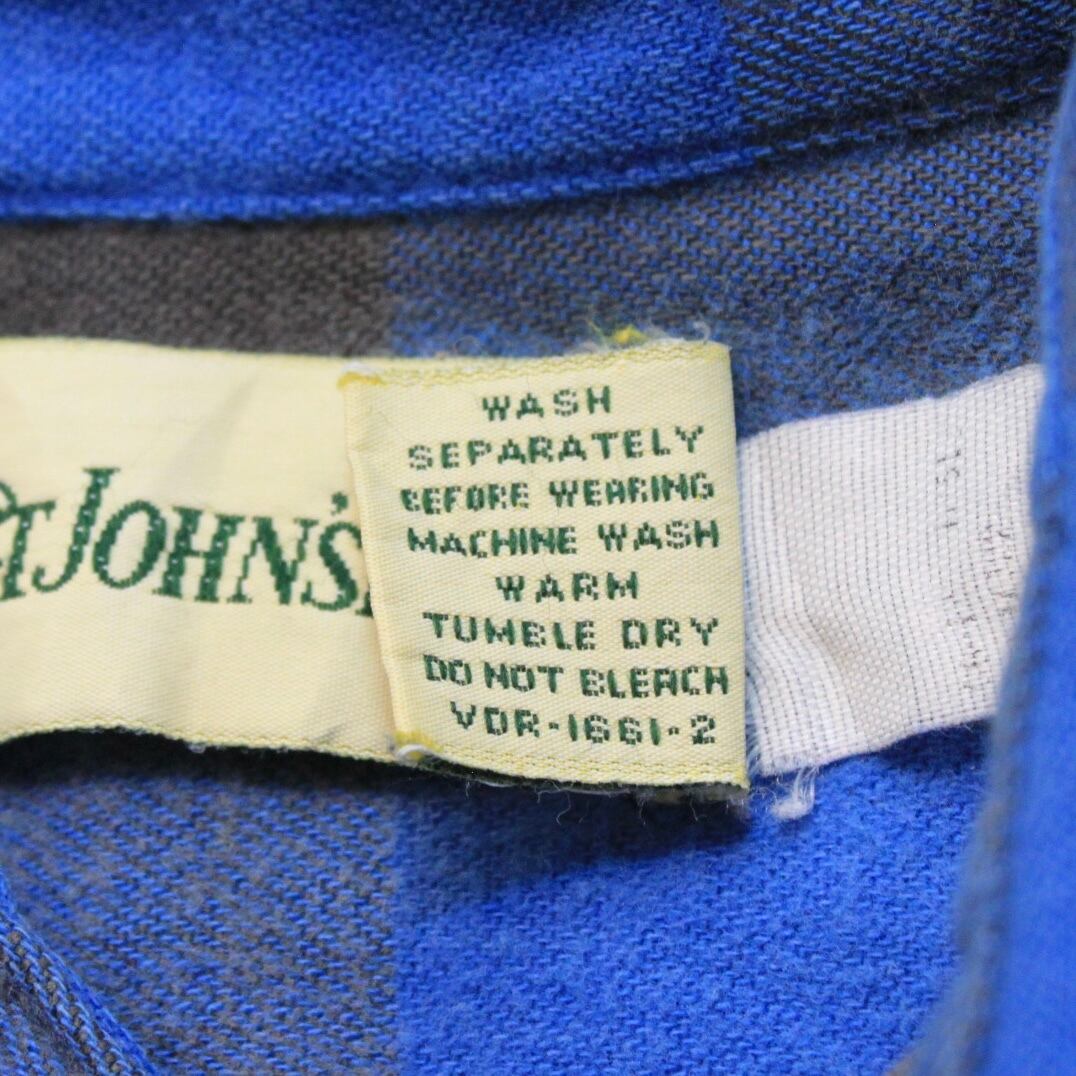 JOHN'S
WASH
SEPARATELY
BEFORE WEARING
MACHINE WASH
WARM
TUMBLE DRY
DO NOT BLEACH
VDR-1661-2